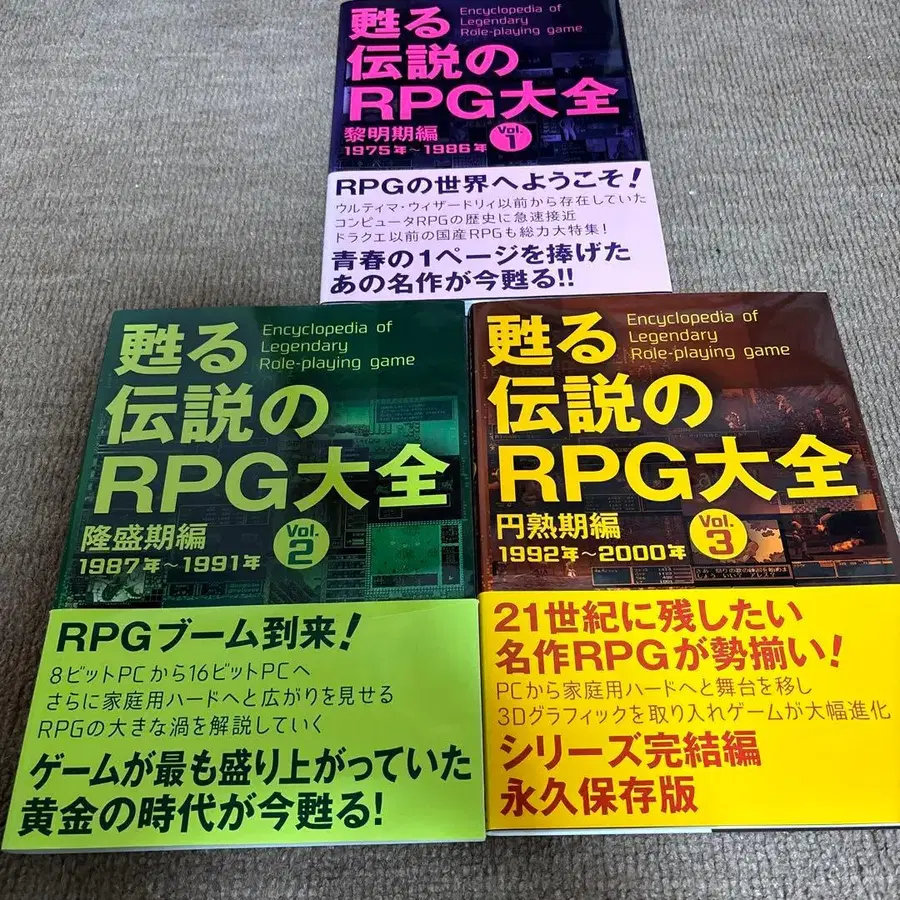 甦る
伝説の
RPG大全
Encyclopedia of
Legendary
Role-playing game
黎明期編
1975年～1986年
Vol.
1
RPGの世界へようこそ！
ウルティマ・ウィザードリィ以前から存在していた
コンピュータRPGの歴史に急速接近
ドラクエ以前の国産RPGも総力大特集！
青春の1ページを捧げた
あの名作が今甦る!!
甦る
伝説の
RPG大全
Encyclopedia of
Legendary
Role-playing game
隆盛期編
1987年～1991年
Vol.
2
RPGブーム到来！
8ビットPCから16ビットPCへ
さらに家庭用ハードへと広がりを見せる
RPGの大きな渦を解説していく
ゲームが最も盛り上がっていた
黄金の時代が今甦る！
甦る
伝説の
RPG大全
Encyclopedia of
Legendary
Role-playing game
円熟期編
1992年～2000年
Vol.
3
21世紀に残したい
名作RPGが勢揃い！
PCから家庭用ハードへと舞台を移し
3Dグラフィックを取り入れゲームが大幅進化
シリーズ完結編
永久保存版